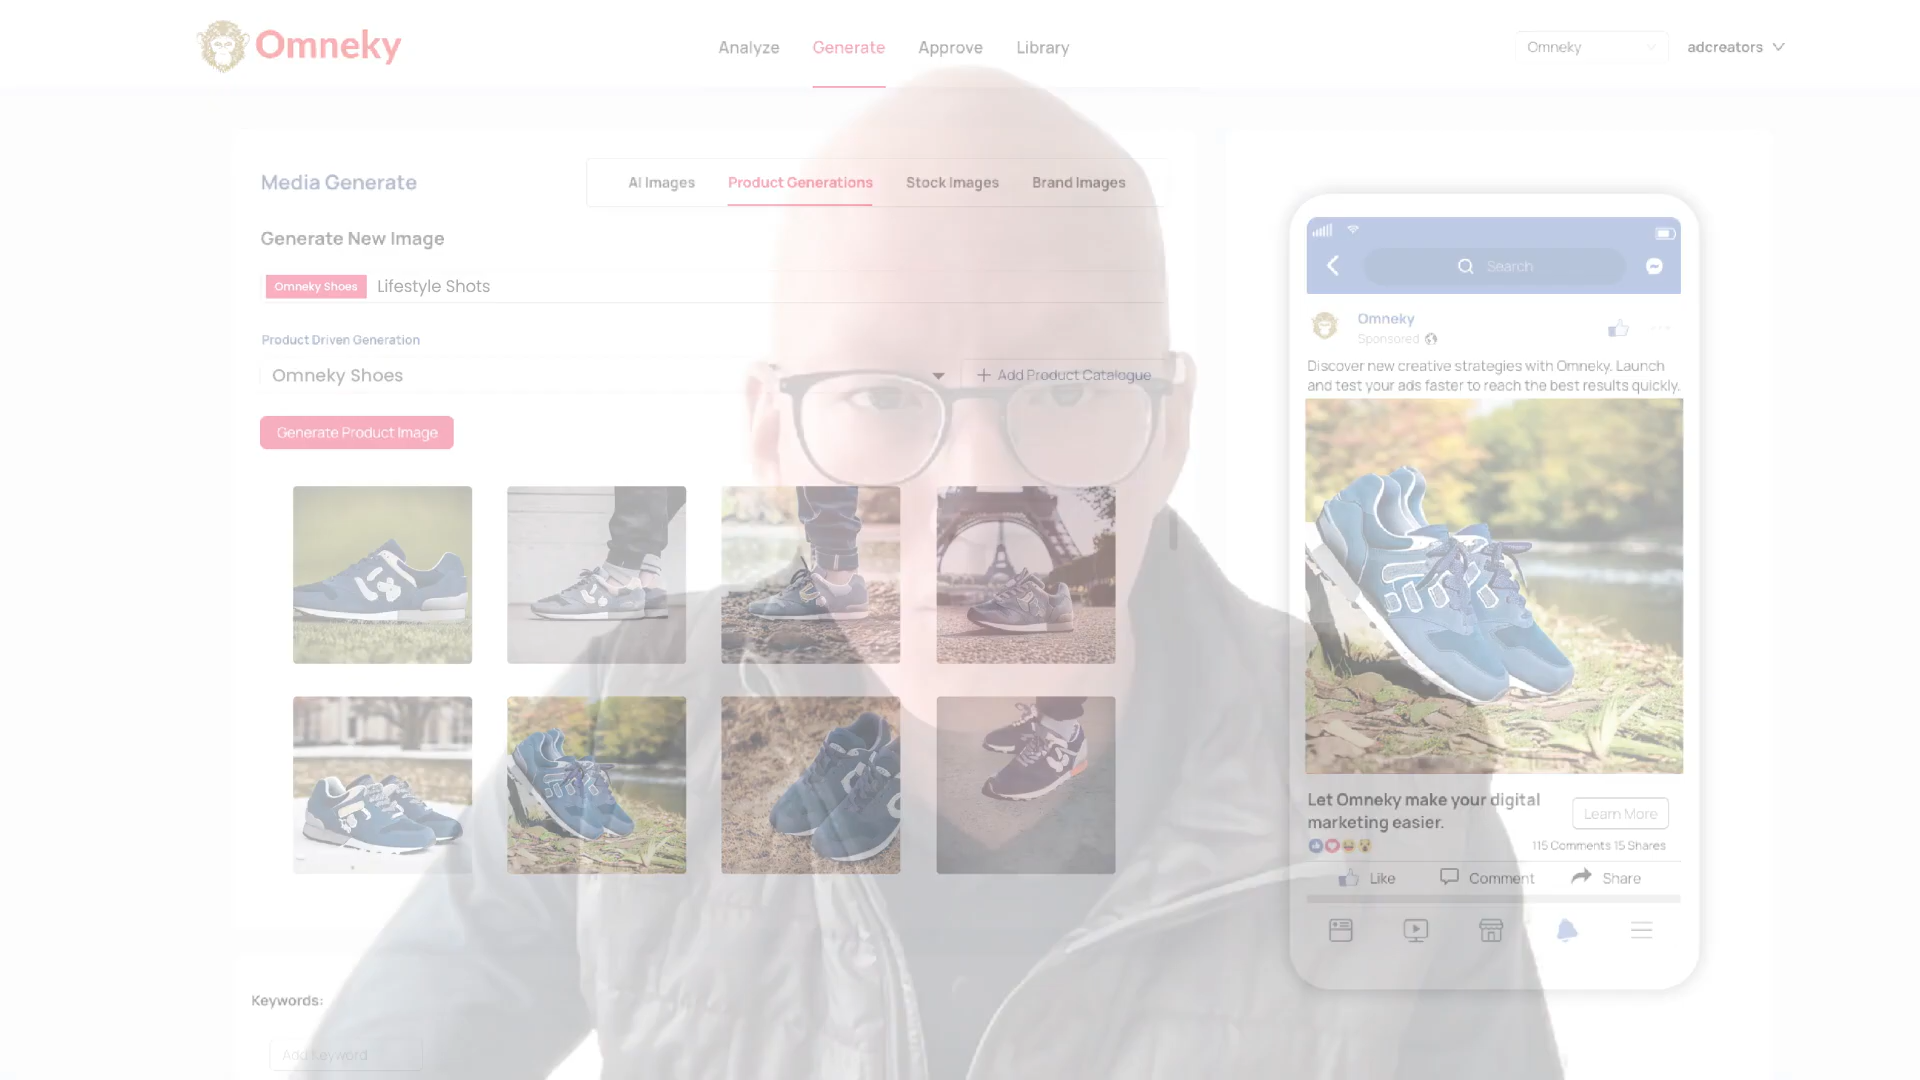 Omneky
Analyze Generate Approve Library
Omneky
adcreators
Media Generate
AI Images Product Generations Stock Images Brand Images
Generate New Image
Omneky Shoes Lifestyle Shots
Product Driven Generation
Omneky Shoes
+ Add Product Catalogue
Generate Product Image
Keywords:
Add Keyword
Search
Omneky
Sponsored
Discover new creative strategies with Omneky. Launch
and test your ads faster to reach the best results quickly.
Let Omneky make your digital
marketing easier.
Learn More
115 Comments 15 Shares
Like Comment Share